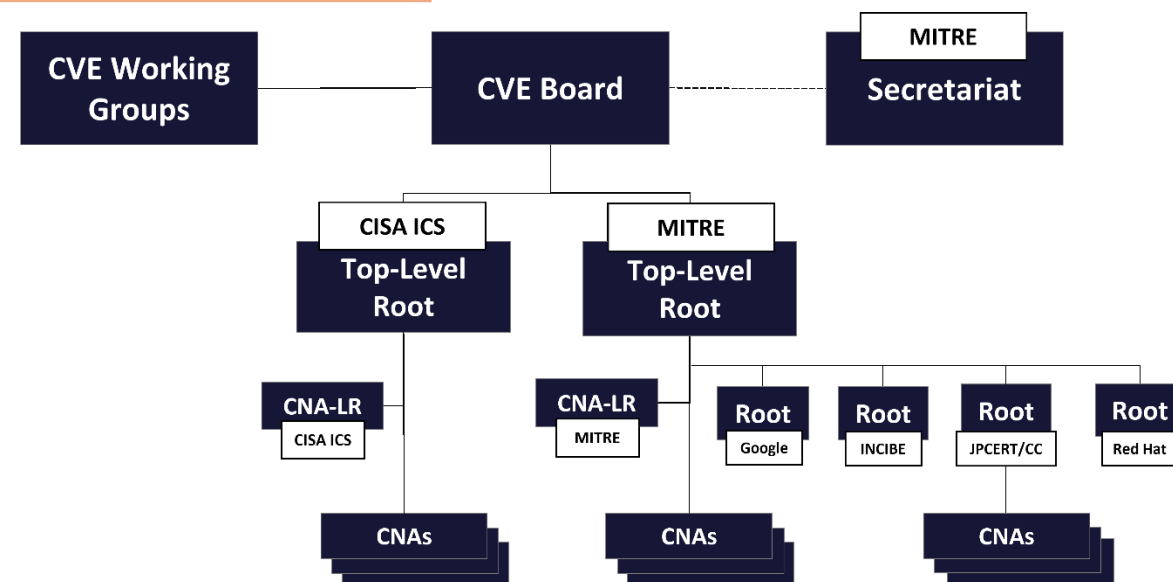 CVE Working
Groups
CVE Board
MITRE
Secretariat
CISA ICS
Top-Level
Root
MITRE
Top-Level
Root
CNA-LR
CISA ICS
CNA-LR
MITRE
Root
Google
Root
INCIBE
Root
JPCERT/CC
Root
Red Hat
CNAs
CNAs
CNAs